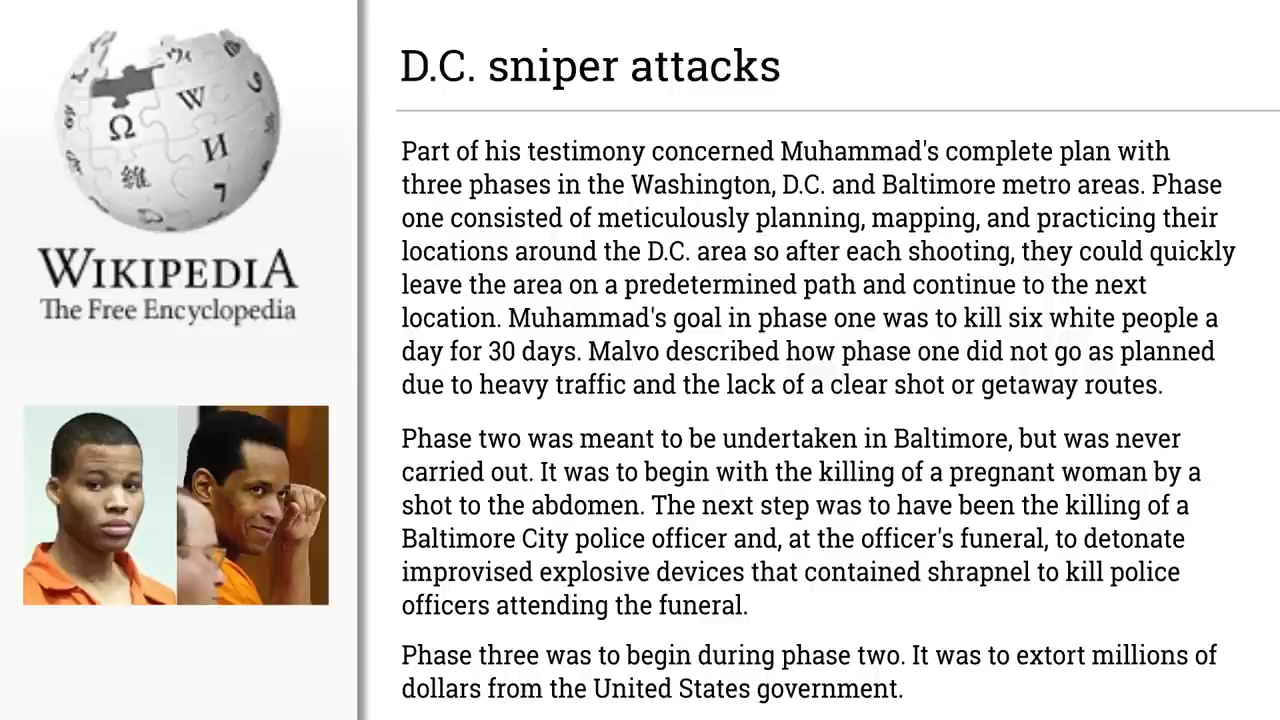 WIKIPEDIA
The Free Encyclopedia
D.C. sniper attacks
Part of his testimony concerned Muhammad's complete plan with
three phases in the Washington, D.C. and Baltimore metro areas. Phase
one consisted of meticulously planning, mapping, and practicing their
locations around the D.C. area so after each shooting, they could quickly
leave the area on a predetermined path and continue to the next
location. Muhammad's goal in phase one was to kill six white people a
day for 30 days. Malvo described how phase one did not go as planned
due to heavy traffic and the lack of a clear shot or getaway routes.
Phase two was meant to be undertaken in Baltimore, but was never
carried out. It was to begin with the killing of a pregnant woman by a
shot to the abdomen. The next step was to have been the killing of a
Baltimore City police officer and, at the officer's funeral, to detonate
improvised explosive devices that contained shrapnel to kill police
officers attending the funeral.
Phase three was to begin during phase two. It was to extort millions of
dollars from the United States government.